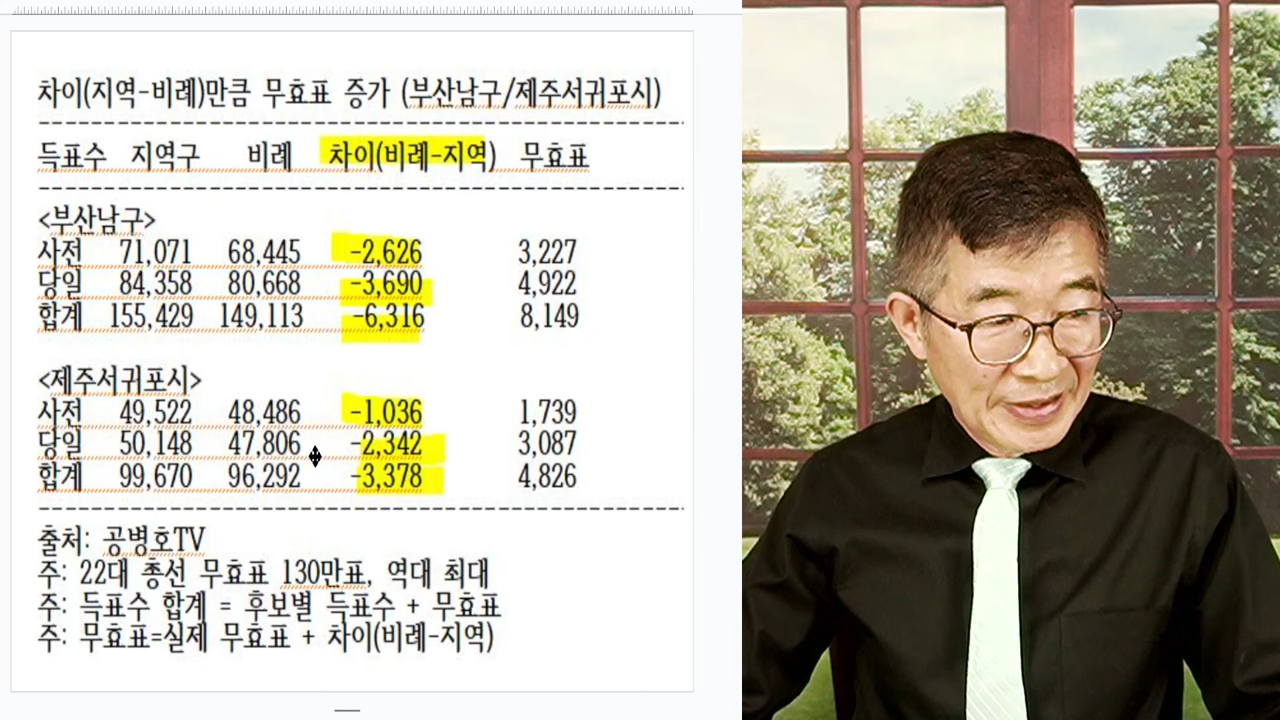 차이(지역-비례)만큼 무효표 증가 (부산남구/제주서귀포시)
득표수 지역구 비례 차이(비례-지역) 무효표
<부산남구>
사전 71,071 68,445 -2,626 3,227
당일 84,358 80,668 -3,690 4,922
합계 155,429 149,113 -6,316 8,149
<제주서귀포시>
사전 49,522 48,486 -1,036 1,739
당일 50,148 47,806 -2,342 3,087
합계 99,670 96,292 -3,378 4,826
출처: 공병호TV
주: 22대 총선 무효표 130만표, 역대 최대
주: 득표수 합계 = 후보별 득표수 + 무효표
주: 무효표=실제 무효표 + 차이(비례-지역)